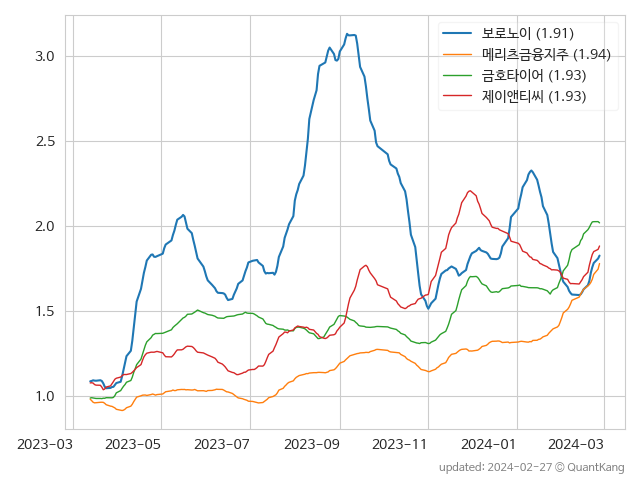 보로노이 (1.91)
메리츠금융지주 (1.94)
금호타이어 (1.93)
제이앤티씨 (1.93)
3.0
2.5
2.0
1.5
1.0
2023-03 2023-05 2023-07 2023-09 2023-11 2024-01 2024-03
updated: 2024-02-27 © QuantKang